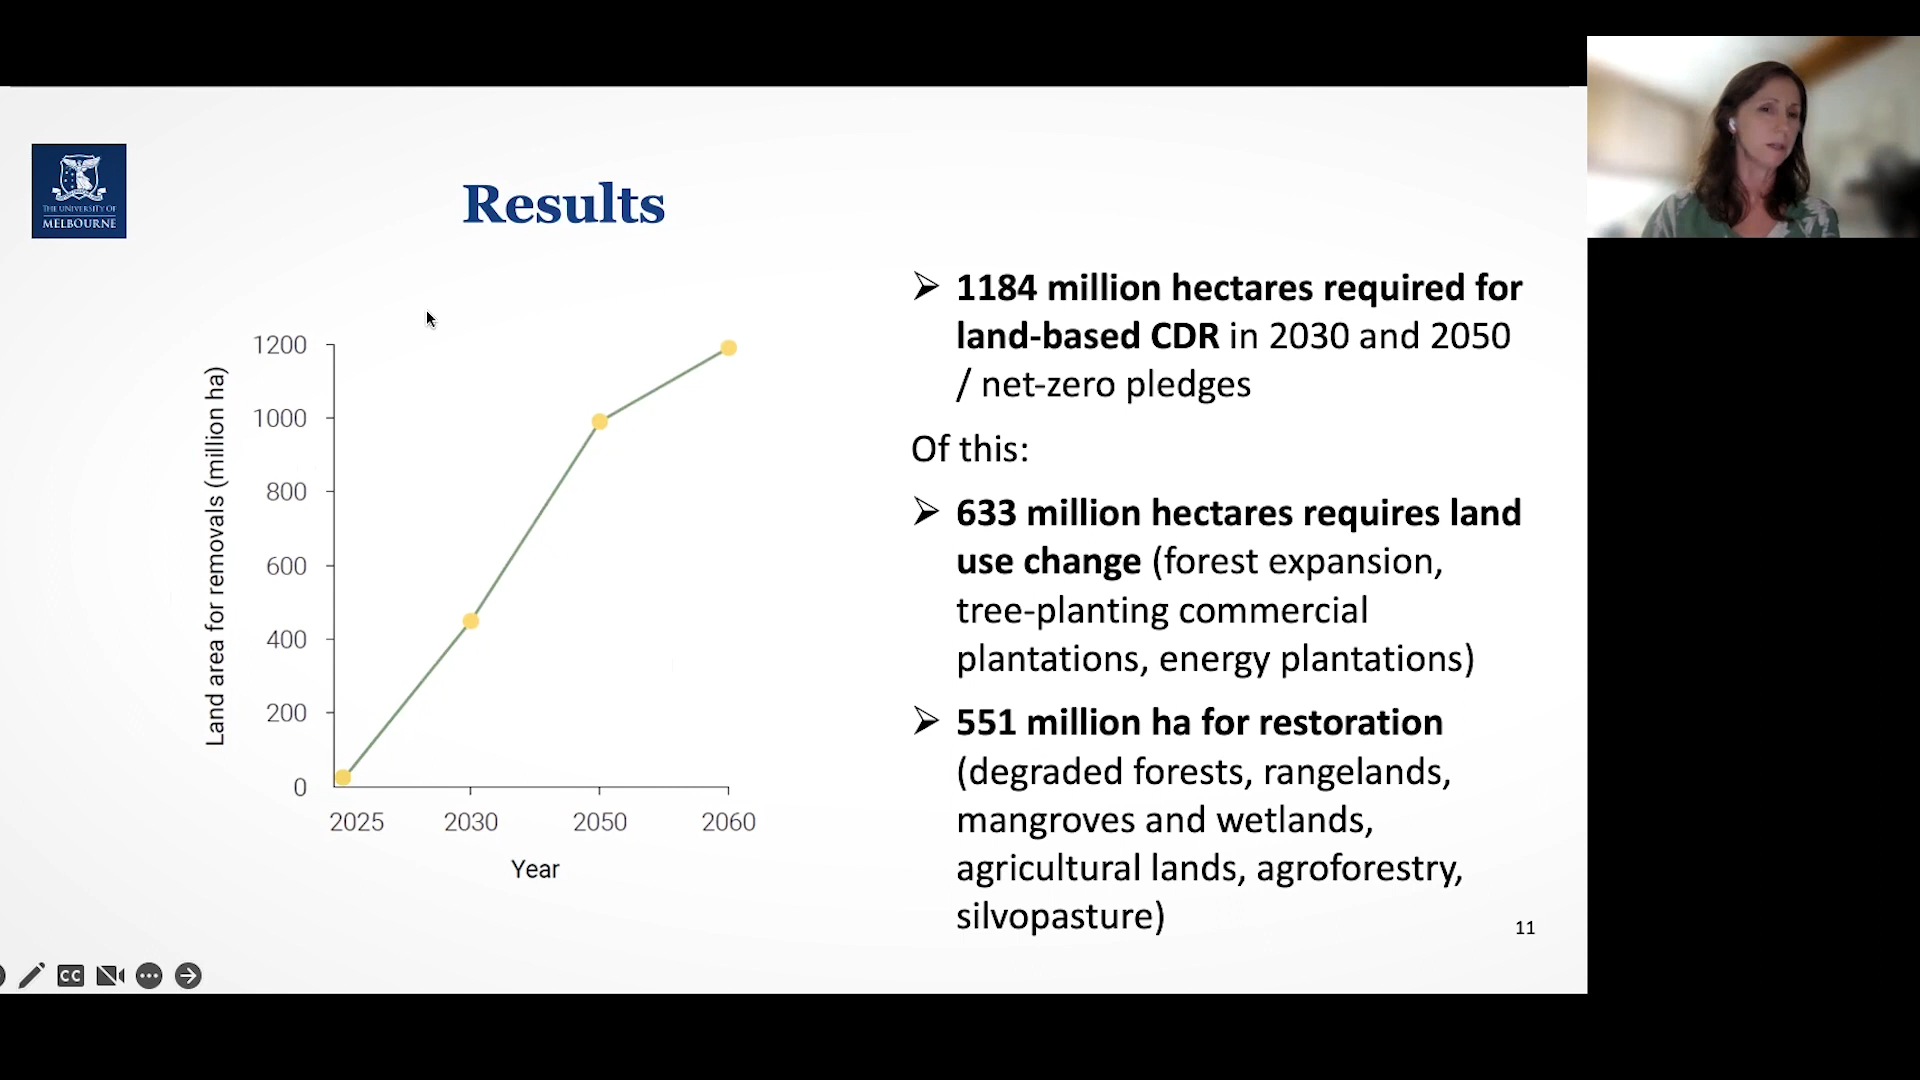 THE UNIVERSITY OF
MELBOURNE
Results
1200
1000
800
600
400
200
0
Land area for removals (million ha)
2025
2030
2050
2060
Year
➢ 1184 million hectares required for
land-based CDR in 2030 and 2050
/ net-zero pledges
Of this:
➢ 633 million hectares requires land
use change (forest expansion,
tree-planting commercial
plantations, energy plantations)
➢ 551 million ha for restoration
(degraded forests, rangelands,
mangroves and wetlands,
agricultural lands, agroforestry,
silvopasture)
11
CC